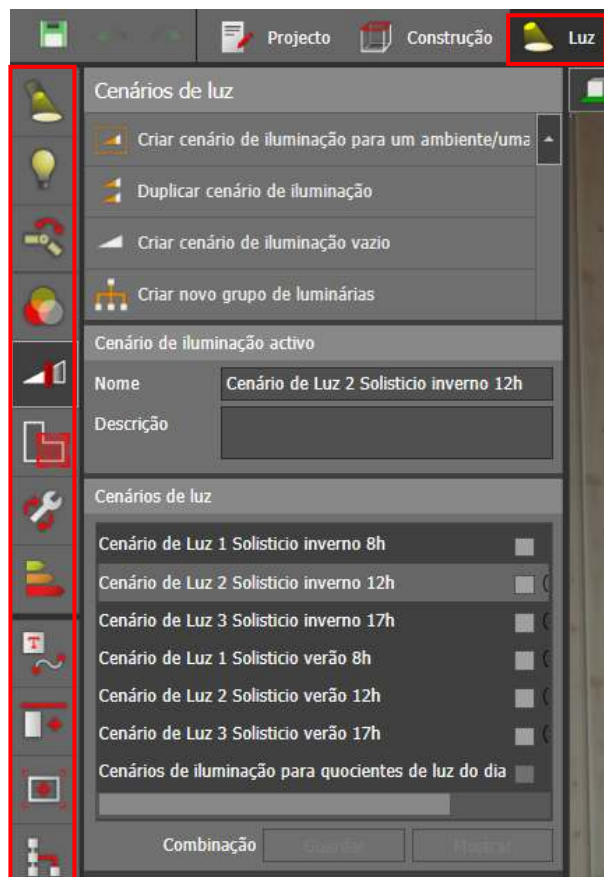 Projecto Construção Luz
Cenários de luz
Criar cenário de iluminação para um ambiente/uma
Duplicar cenário de iluminação
Criar cenário de iluminação vazio
Criar novo grupo de luminárias
Cenário de iluminação activo
Nome Cenário de Luz 2 Solisticio inverno 12h
Descrição
Cenários de luz
Cenário de Luz 1 Solisticio inverno 8h
Cenário de Luz 2 Solisticio inverno 12h
Cenário de Luz 3 Solisticio inverno 17h
Cenário de Luz 1 Solisticio verão 8h
Cenário de Luz 2 Solisticio verão 12h
Cenário de Luz 3 Solisticio verão 17h
Cenários de iluminação para quocientes de luz do dia
T
Combinação Guardar Mostrar